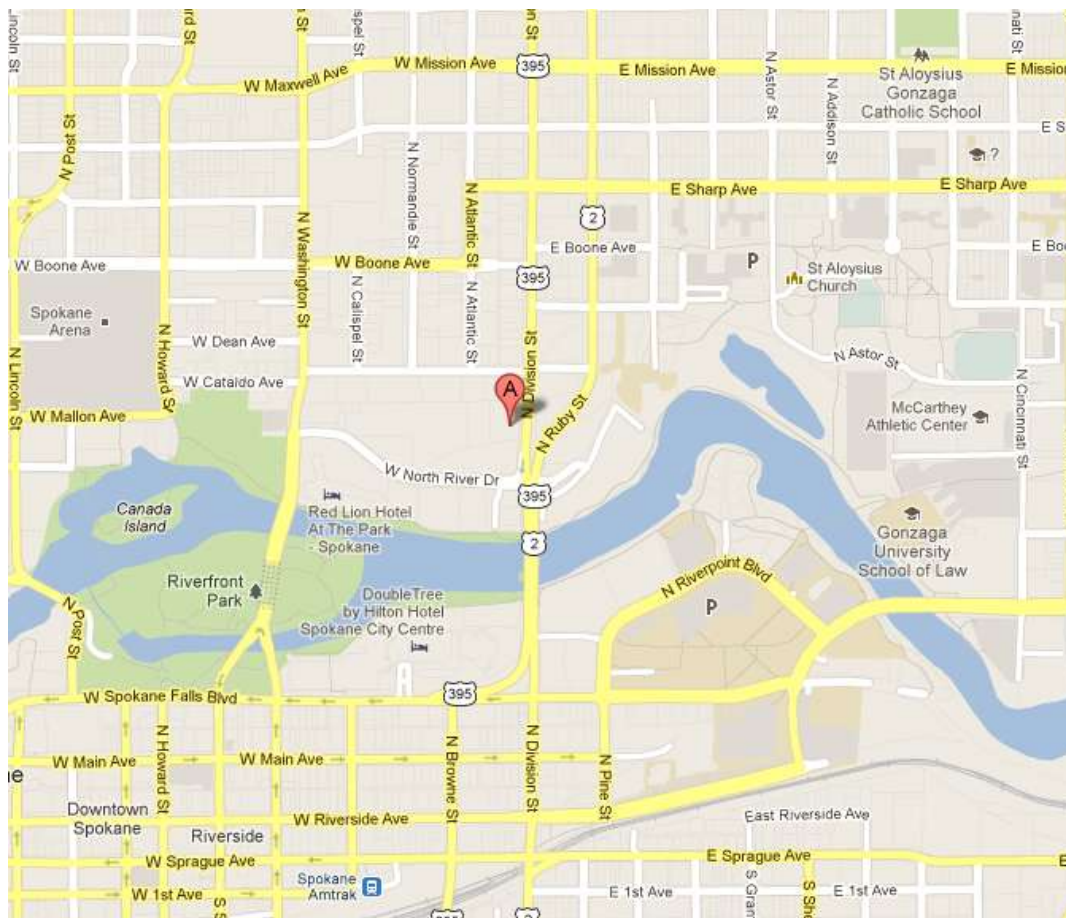 W Maxwell Ave
W Mission Ave
395
E Mission Ave
E Mission
St Aloysius
Gonzaga
Catholic School
N Post St
N Normandie St
N Astor St
N Addison St
E S
?
N Atlantic St
E Sharp Ave
E Sharp Ave
N Washington St
2
E Boone Ave
W Boone Ave
W Boone Ave
395
P
St Aloysius
Church
Spokane
Arena
N Howard St
N Calispel St
N Atlantic St
N Division St
W Dean Ave
W Cataldo Ave
N Astor St
N Lincoln St
W Mallon Ave
A
N Ruby St
McCarthey
Athletic Center
N Cincinnati St
W North River Dr
395
Canada
Island
Red Lion Hotel
At The Park
- Spokane
2
Gonzaga
University
School of Law
Riverfront
Park
DoubleTree
by Hilton Hotel
Spokane City Centre
N Riverpoint Blvd
P
N Post St
W Spokane Falls Blvd
395
W Main Ave
W Main Ave
N Howard St
N Browne St
N Division St
N Pine St
Downtown
Spokane
Riverside
W Riverside Ave
East Riverside Ave
W Sprague Ave
E Sprague Ave
W 1st Ave
Spokane
Amtrak
E 1st Ave
E 1st Ave